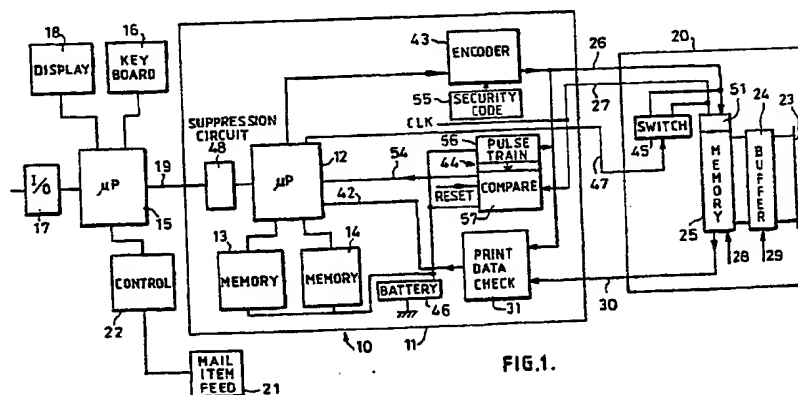 18
DISPLAY
16
KEY
BOARD
I/O
17
µP
15
19
CONTROL
22
MAIL
ITEM
FEED
21
SUPPRESSION
CIRCUIT
48
12
µP
13
MEMORY
14
MEMORY
BATTERY
46
10
11
43
ENCODER
55
SECURITY
CODE
CLK
56
PULSE
TRAIN
44
54
42
RESET
COMPARE
57
PRINT
DATA
CHECK
31
26
27
47
30
20
SWITCH
45
51
MEMORY
25
24
BUFFER
23
28
29
FIG.1.